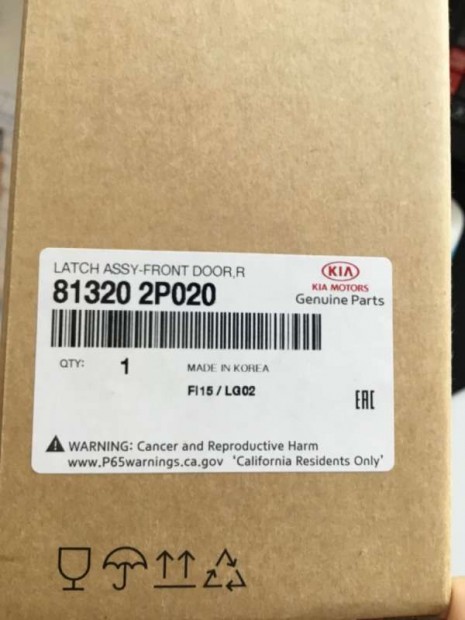 LATCH ASSY-FRONT DOOR,R
81320 2P020
KIA
KIA MOTORS
Genuine Parts
QTY: 1
MADE IN KOREA
FI15 / LG02
EAC
WARNING: Cancer and Reproductive Harm
www.P65warnings.ca.gov 'California Residents Only'